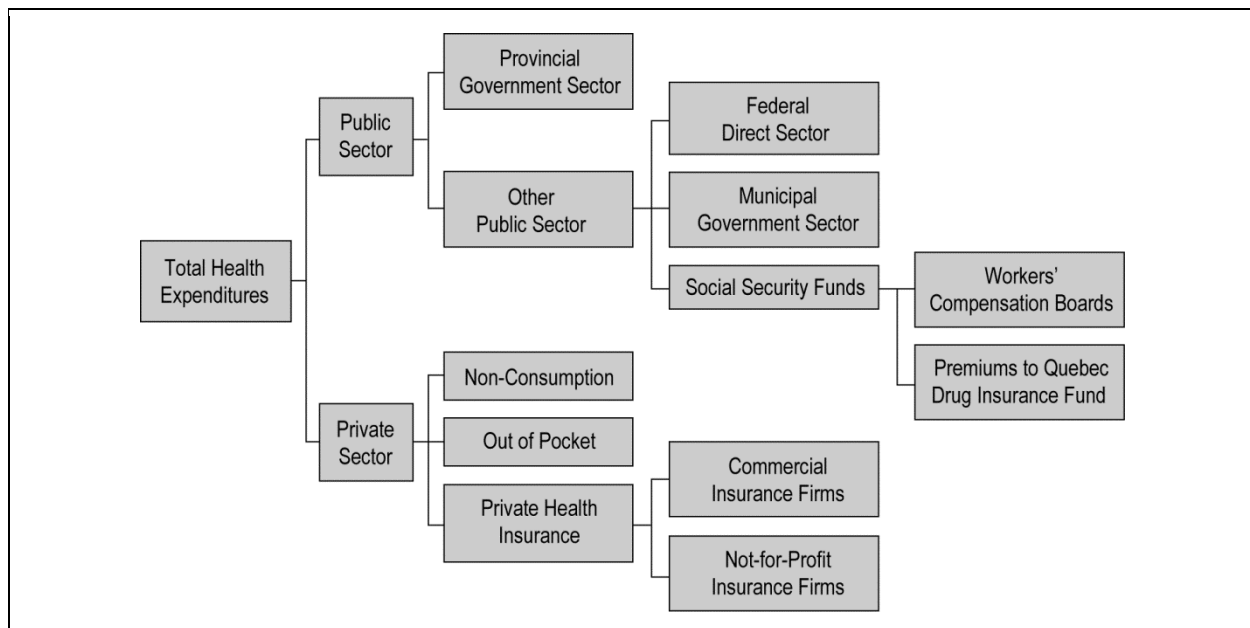 Total Health
Expenditures
Public
Sector
Provincial
Government Sector
Other
Public Sector
Federal
Direct Sector
Municipal
Government Sector
Social Security Funds
Workers’
Compensation Boards
Premiums to Quebec
Drug Insurance Fund
Private
Sector
Non-Consumption
Out of Pocket
Private Health
Insurance
Commercial
Insurance Firms
Not-for-Profit
Insurance Firms